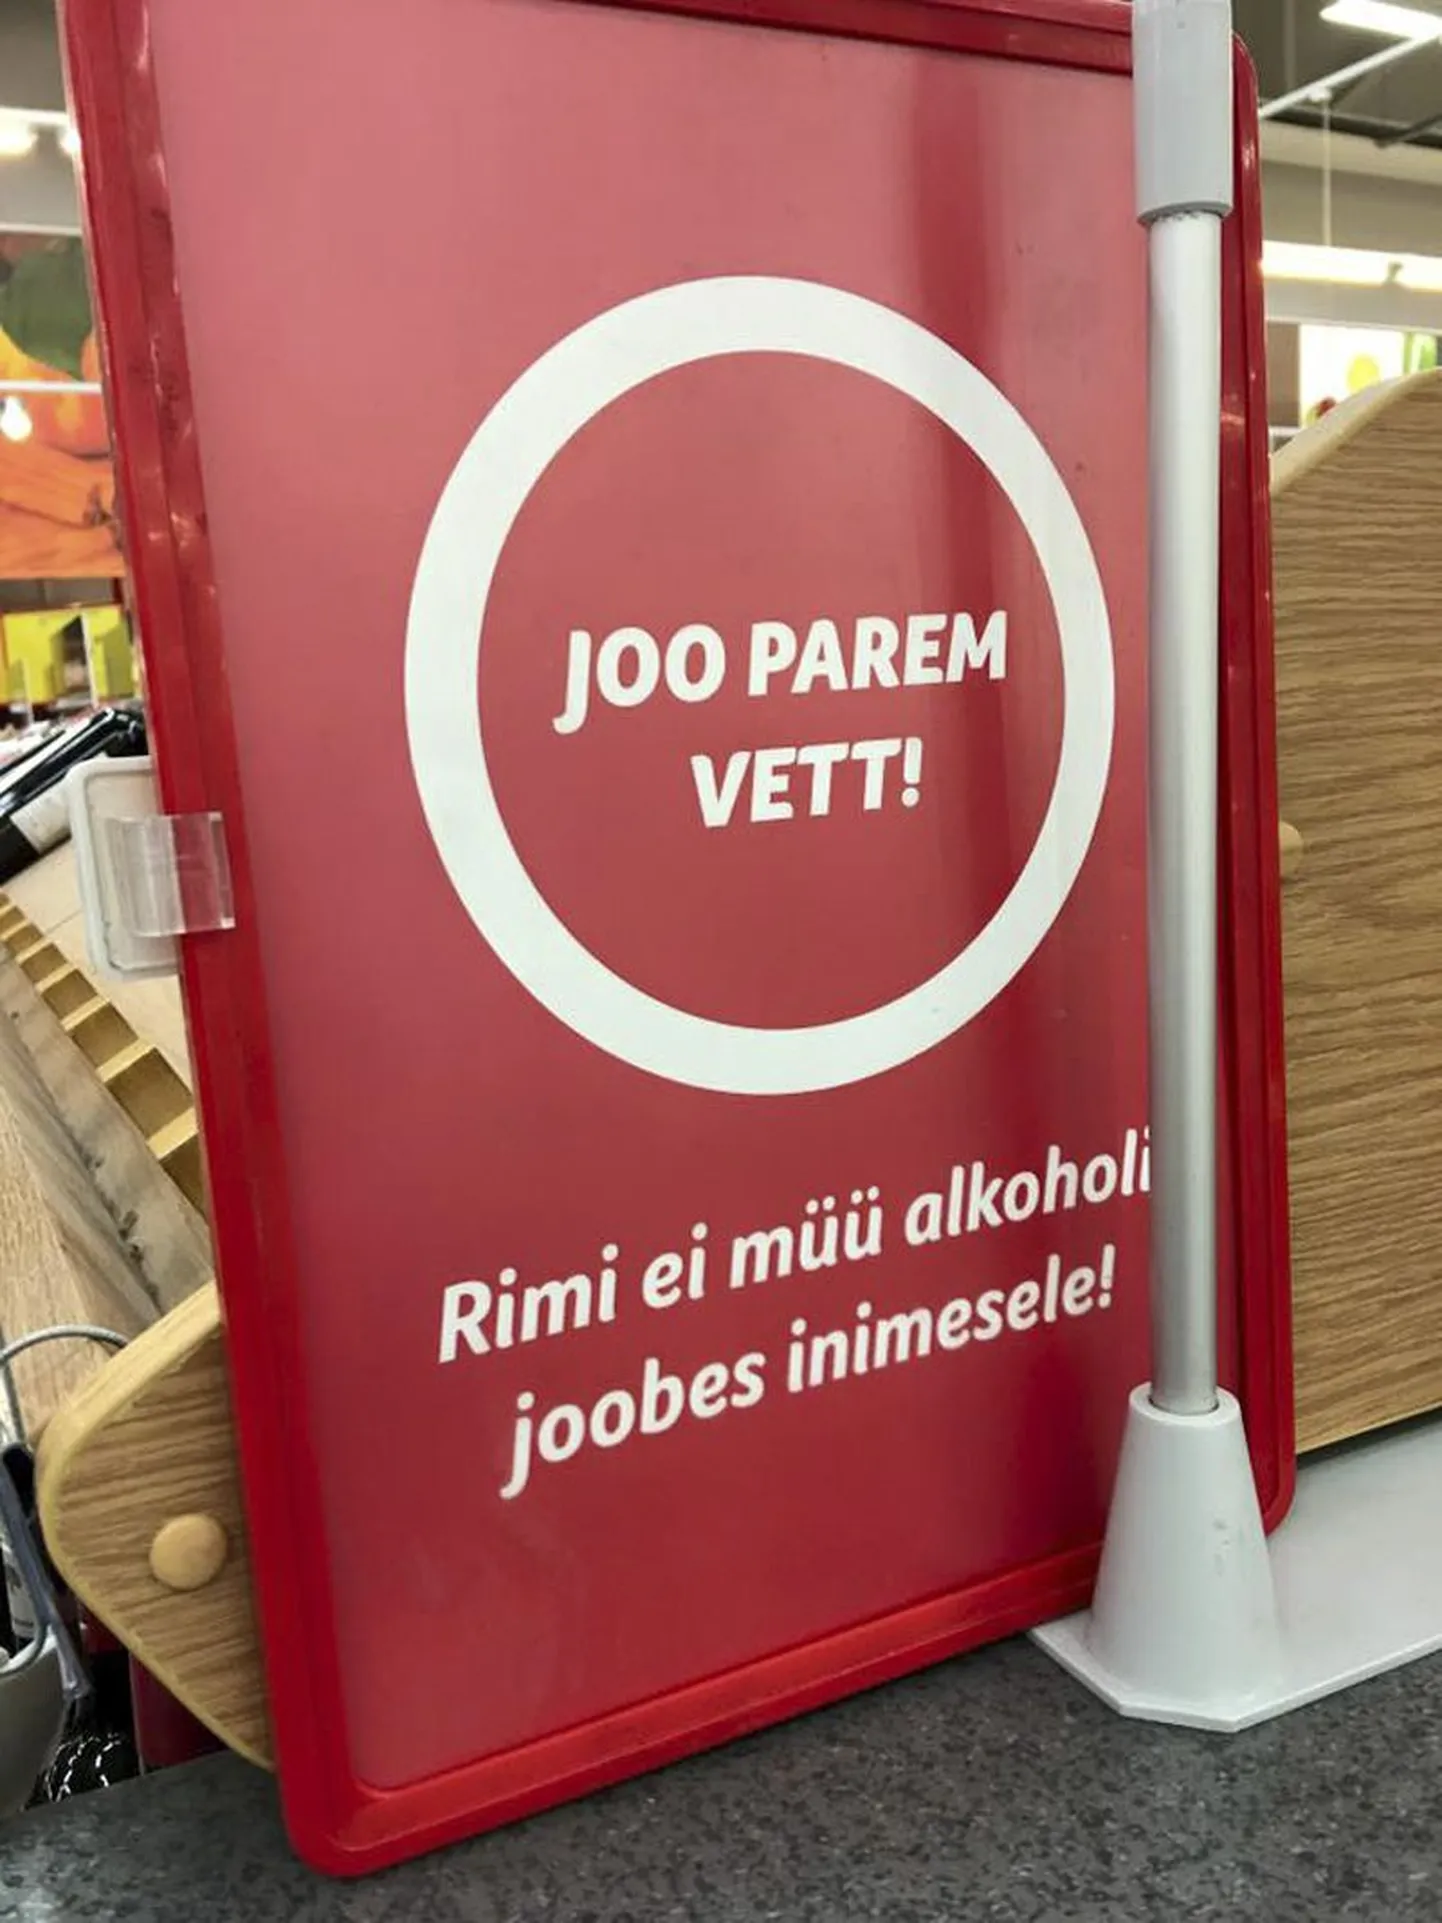 JOO PAREM
VETT!
Rimi ei müü alkoholi
joobes inimesele!